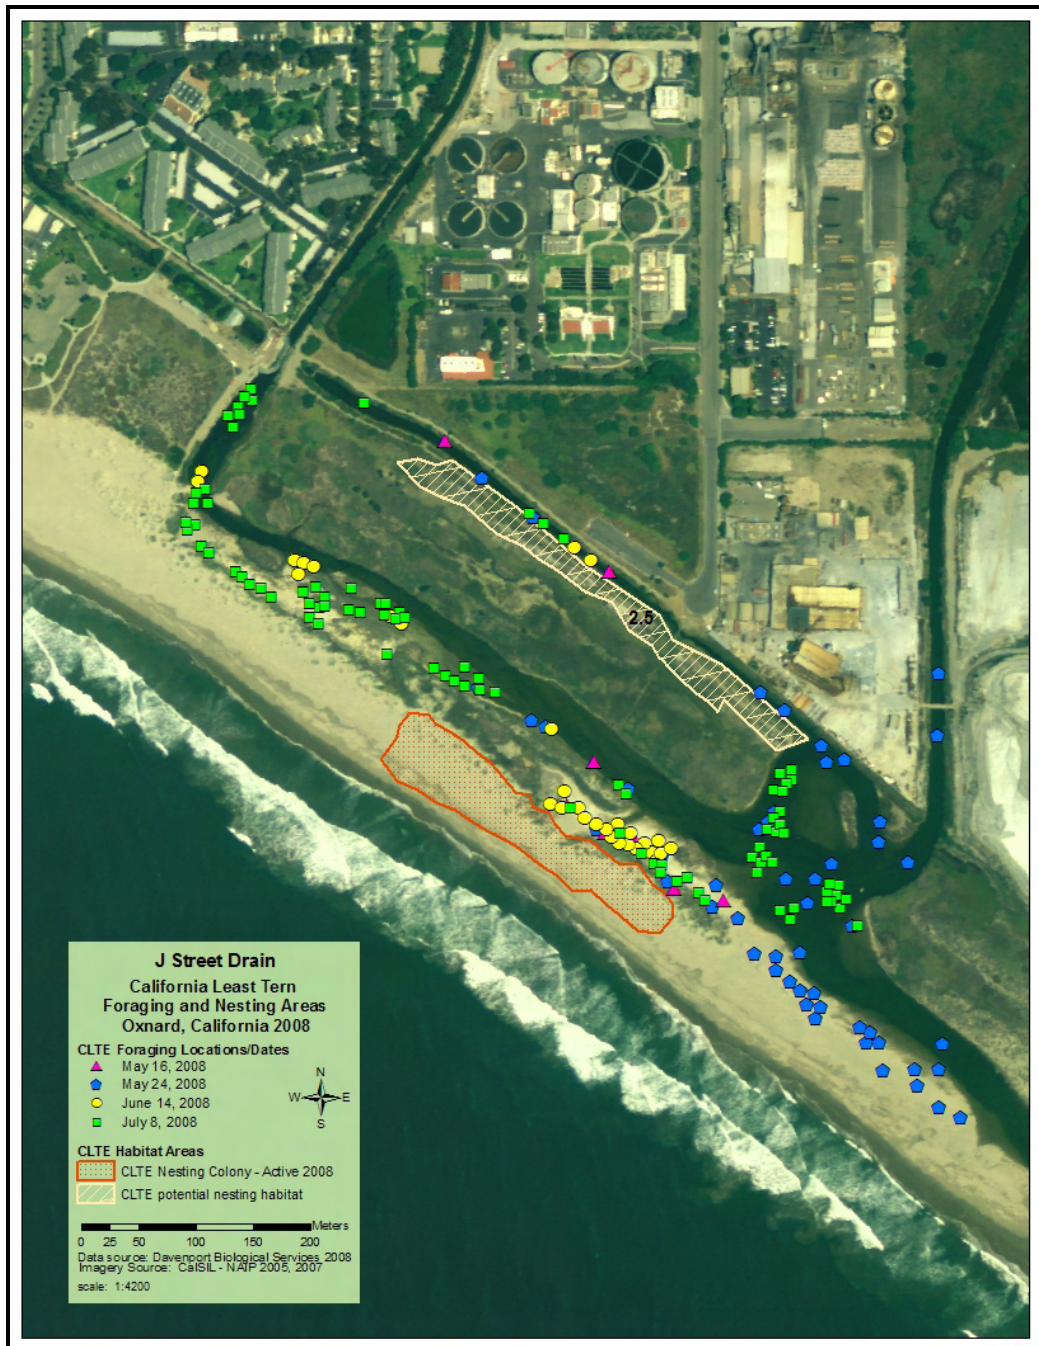 2.5
J Street Drain
California Least Tern
Foraging and Nesting Areas
Oxnard, California 2008
CLTE Foraging Locations/Dates
May 16, 2008
May 24, 2008
June 14, 2008
July 8, 2008
N
W E
S
CLTE Habitat Areas
CLTE Nesting Colony - Active 2008
CLTE potential nesting habitat
Meters
0 25 50 100 150 200
Data source: Davenport Biological Services 2008
Imagery Source: CalSIL - NAIP 2005, 2007
scale: 1:4200